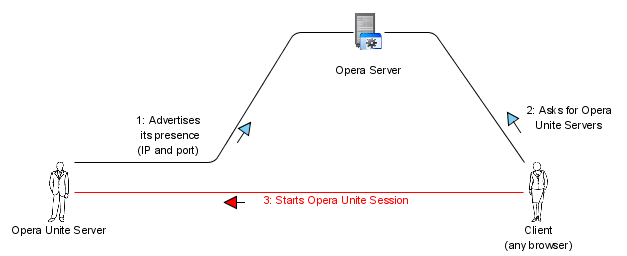 Opera Server
1: Advertises
its presence
(IP and port)
2: Asks for Opera
Unite Servers
3: Starts Opera Unite Session
Opera Unite Server
Client
(any browser)